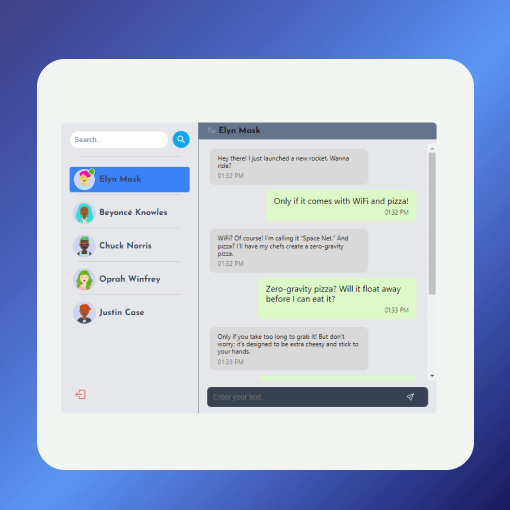 Search...
Elyn Mask
Beyoncé Knowles
Chuck Norris
Oprah Winfrey
Justin Case
To: Elyn Mask
Hey there! I just launched a new rocket. Wanna
ride?
01:32 PM
Only if it comes with WiFi and pizza!
01:32 PM
WiFi? Of course! I'm calling it "Space Net." And
pizza? I'll have my chefs create a zero-gravity
pizza.
01:32 PM
Zero-gravity pizza? Will it float away
before I can eat it?
01:33 PM
Only if you take too long to grab it! But don't
worry; it's designed to be extra cheesy and stick to
your hands.
01:33 PM
Enter your text...